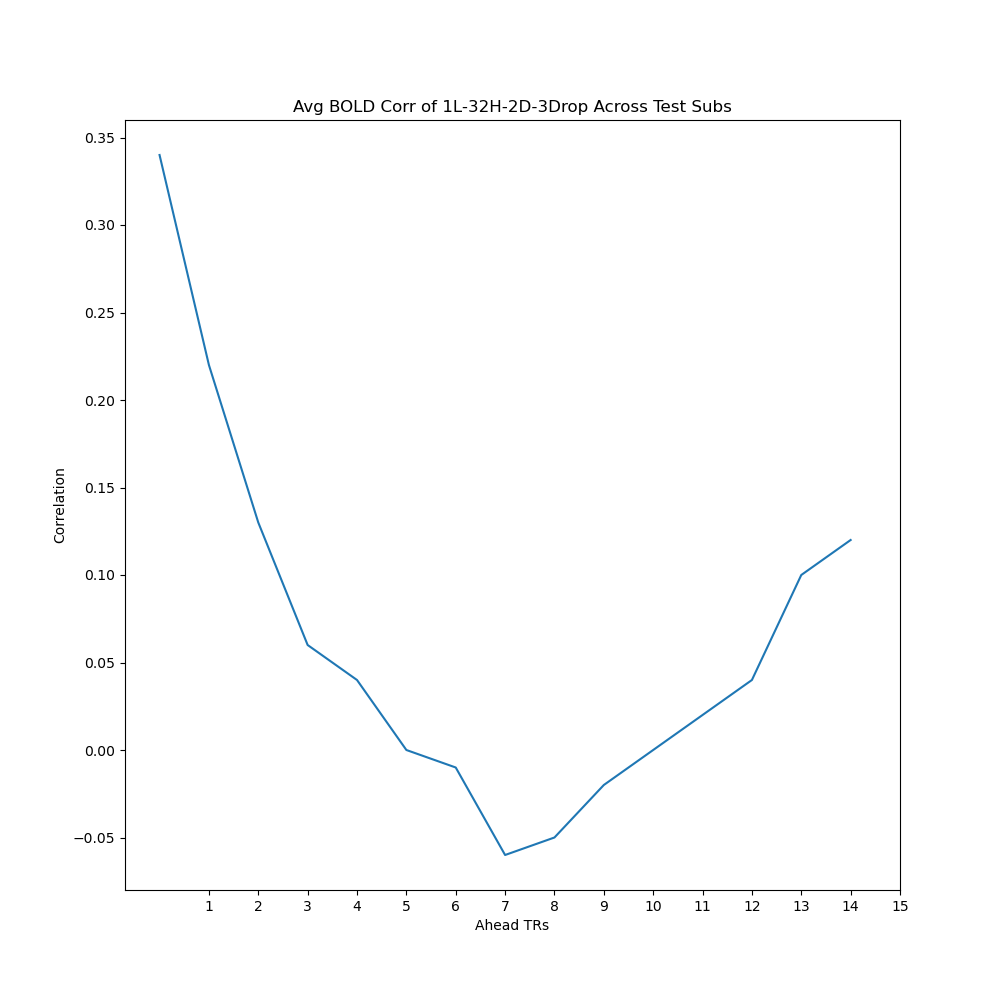 Avg BOLD Corr of 1L-32H-2D-3Drop Across Test Subs
0.35
0.30
0.25
0.20
0.15
0.10
0.05
0.00
−0.05
Correlation
1 2 3 4 5 6 7 8 9 10 11 12 13 14 15
Ahead TRs